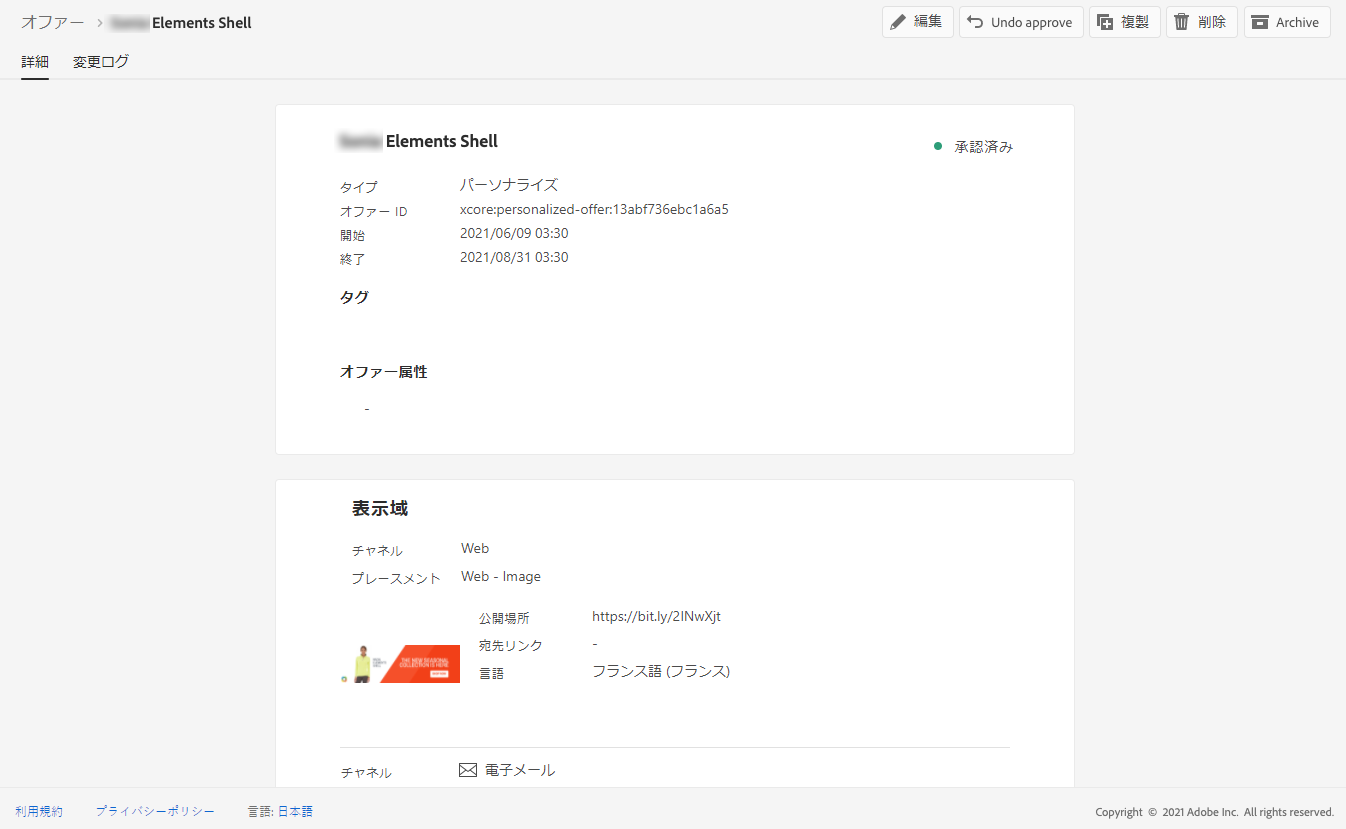 オファー > Elements Shell
編集 Undo approve 複製 削除 Archive
詳細 変更ログ
Elements Shell
承認済み
タイプ パーソナライズ
オファー ID xcore:personalized-offer:13abf736ebc1a6a5
開始 2021/06/09 03:30
終了 2021/08/31 03:30
タグ
オファー属性
-
表示域
チャネル Web
プレースメント Web - Image
公開場所 https://bit.ly/2INwXjt
宛先リンク -
言語 フランス語 (フランス)
THE NEW SEASONAL
COLLECTION IS HERE
チャネル 電子メール
利用規約 プライバシーポリシー 言語: 日本語
Copyright © 2021 Adobe Inc. All rights reserved.